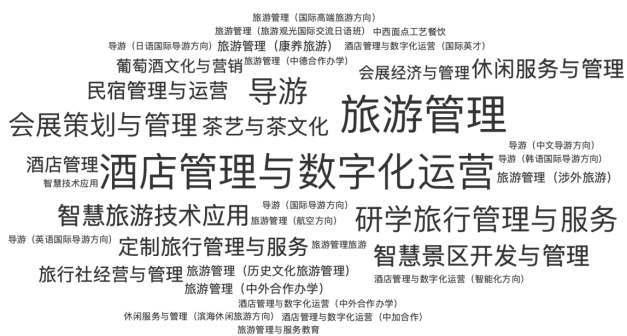 旅游管理（国际高端旅游方向）
旅游管理（旅游观光国际交流日语班） 中西面点工艺餐饮
导游（日语国际导游方向） 旅游管理（康养旅游） 酒店管理与数字化运营（国际英才）
葡萄酒文化与营销 旅游管理（中德合作办学）
会展经济与管理 休闲服务与管理
民宿管理与运营 导游
旅游管理
会展策划与管理 茶艺与茶文化
导游（中文导游方向）
酒店管理 酒店管理与数字化运营 导游（韩语国际导游方向）
智慧技术应用 旅游管理（涉外旅游）
智慧旅游技术应用 导游（国际导游方向）
旅游管理（航空方向） 研学旅行管理与服务
导游（英语国际导游方向） 定制旅行管理与服务 旅游管理旅游
智慧景区开发与管理
旅行社经营与管理 旅游管理（历史文化旅游管理）
酒店管理与数字化运营（智能化方向）
旅游管理（中外合作办学）
酒店管理与数字化运营（中外合作办学）
休闲服务与管理（滨海休闲旅游方向） 酒店管理与数字化运营（中加合作）
旅游管理与服务教育